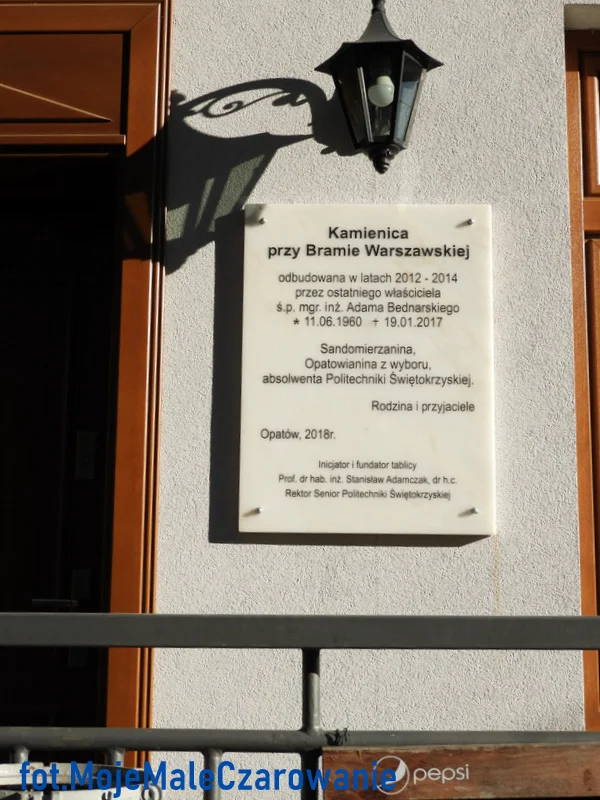 Kamienica
przy Bramie Warszawskiej
odbudowana w latach 2012 - 2014
przez ostatniego właściciela
ś.p. mgr. inż. Adama Bednarskiego
* 11.06.1960 + 19.01.2017
Sandomierzanina,
Opatowianina z wyboru,
absolwenta Politechniki Świętokrzyskiej.
Rodzina i przyjaciele
Opatów, 2018r.
Inicjator i fundator tablicy
Prof. dr hab. inż. Stanisław Adamczak, dr h.c.
Rektor Senior Politechniki Świętokrzyskiej
fot.MojeMałeCzarowanie
pepsi